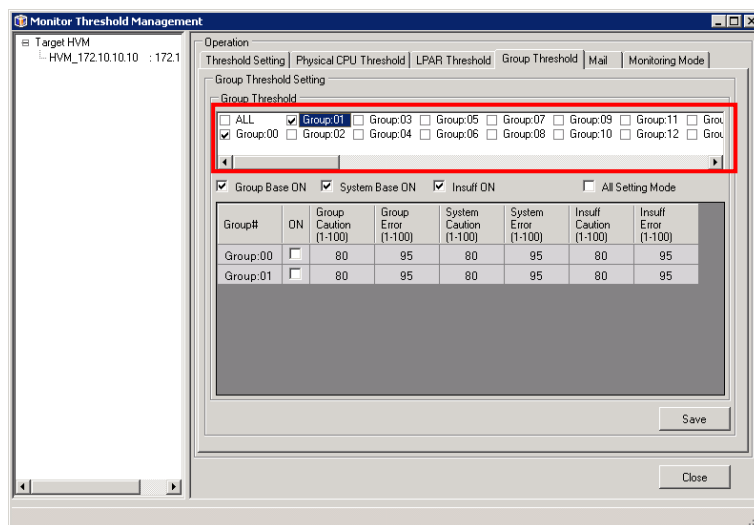 Monitor Threshold Management
Target HVM
HVM_172.10.10.10 : 172.1
Operation
Threshold Setting Physical CPU Threshold LPAR Threshold Group Threshold Mail Monitoring Mode
Group Threshold Setting
Group Threshold
ALL Group:01 Group:03 Group:05 Group:07 Group:09 Group:11 Grou
Group:00 Group:02 Group:04 Group:06 Group:08 Group:10 Group:12 Grou
Group Base ON System Base ON Insuff ON All Setting Mode
Group# ON Group Caution (1-100) Group Error (1-100) System Caution (1-100) System Error (1-100) Insuff Caution (1-100) Insuff Error (1-100)
Group:00 80 95 80 95 80 95
Group:01 80 95 80 95 80 95
Save
Close